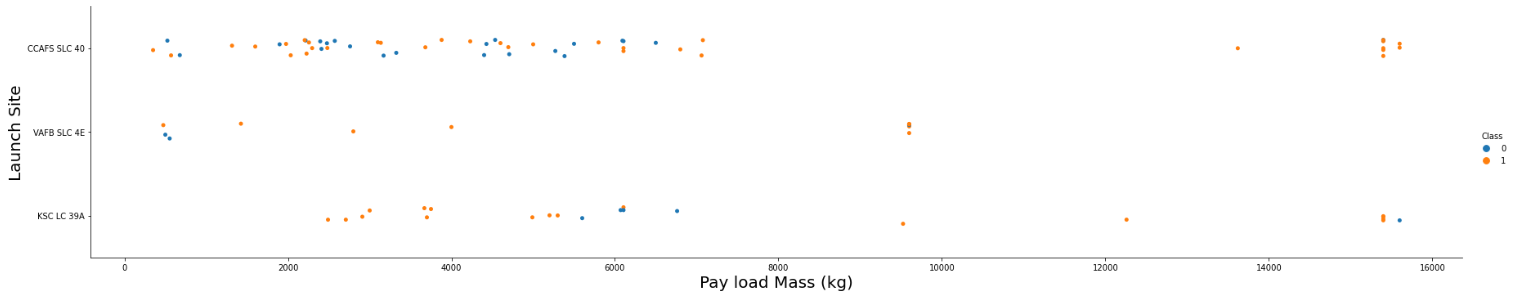 CCAFS SLC 40
VAFB SLC 4E
KSC LC 39A
Launch Site
0 2000 4000 6000 8000 10000 12000 14000 16000
Pay load Mass (kg)
Class
0
1